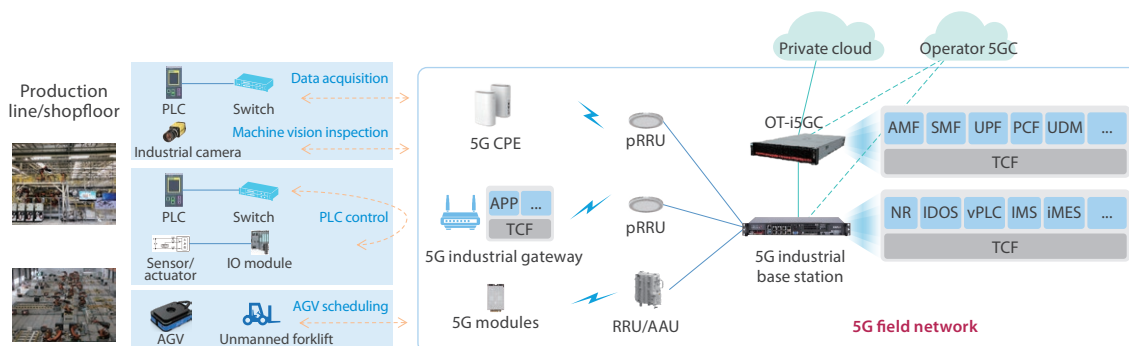 Private cloud
Operator 5GC
Production
line/shopfloor
Data acquisition
PLC
Switch
Machine vision inspection
Industrial camera
PLC
Switch
PLC control
Sensor/
actuator
IO module
AGV scheduling
AGV
Unmanned forklift
5G CPE
pRRU
APP
...
TCF
5G industrial gateway
pRRU
5G modules
RRU/AAU
OT-i5GC
AMF
SMF
UPF
PCF
UDM
...
TCF
5G industrial
base station
NR
IDOS
vPLC
IMS
iMES
...
TCF
5G field network